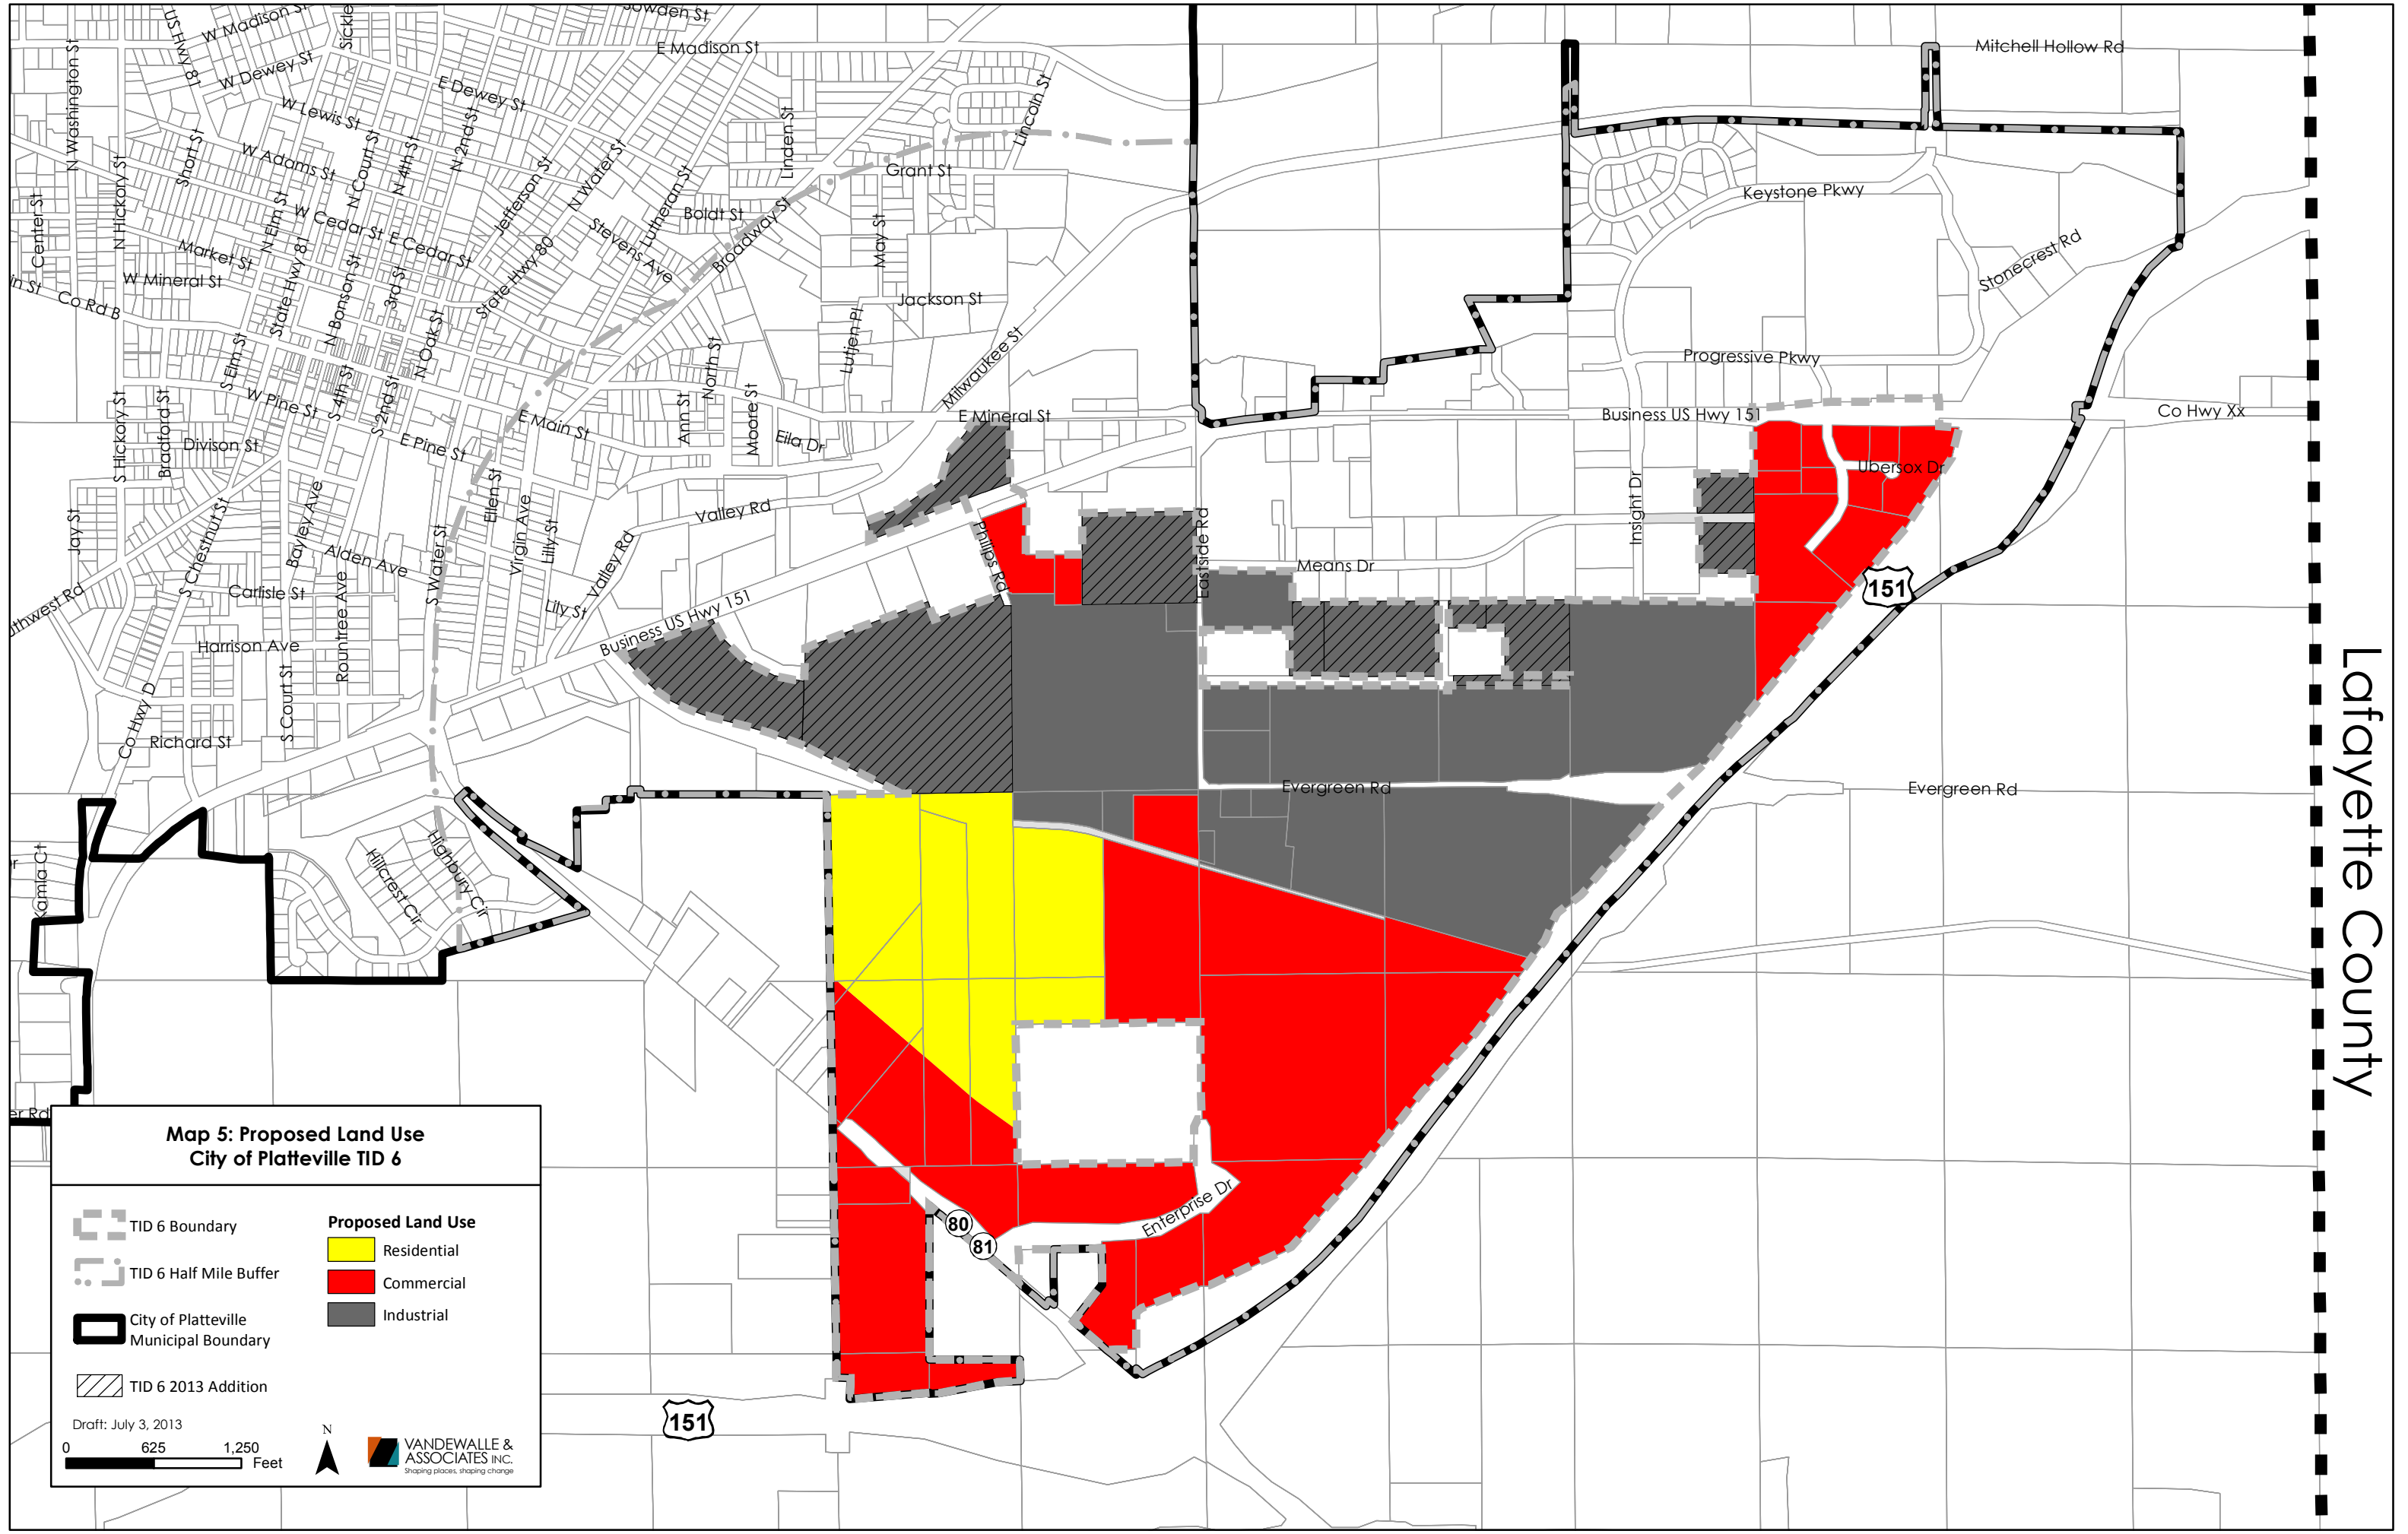 Sowden St
W Madison St
US Hwy 81
Sickle
E Madison St
Mitchell Hollow Rd
N Washington St
W Dewey St
E Dewey St
W Lewis St
Lincoln St
Linden St
Short St
W Adams St
N Court St
N 4th St
N 2nd St
Grant St
Keystone Pkwy
Center St
N Hickory St
N Elm St
W Cedar St
E Cedar St
Jefferson St
N Water St
Lutheran St
Boldt St
Stevens Ave
Broadway St
May St
Stonecrest Rd
Market St
W Mineral St
State Hwy 81
N Bonson St
3rd St
State Hwy 80
in St
Co Rd B
Jackson St
Lutjen Pl
Milwaukee St
N Oak St
S Elm St
North St
Progressive Pkwy
W Pine St
S 4th St
S 2nd St
E Main St
Ann St
Moore St
E Mineral St
Business US Hwy 151
Co Hwy Xx
S Hickory St
Bradford St
Divison St
E Pine St
Eila Dr
Ubersox Dr
Jay St
S Chestnut St
Bayley Ave
Ellen St
Virgin Ave
Lilly St
Valley Rd
Philips Rd
Eastside Rd
Insight Dr
Alden Ave
S Water St
Valley Rd
Means Dr
151
uthwest Rd
Carlisle St
Rountree Ave
Lily St
Business US Hwy 151
Harrison Ave
S Court St
Co Hwy D
Richard St
Evergreen Rd
Evergreen Rd
Lafayette County
Kamla Ct
r
Hillcrest Cir
Highbury Cir
er Rd
Enterprise Dr
80
81
151
Map 5: Proposed Land Use
City of Platteville TID 6
TID 6 Boundary
TID 6 Half Mile Buffer
City of Platteville
Municipal Boundary
TID 6 2013 Addition
Proposed Land Use
Residential
Commercial
Industrial
Draft: July 3, 2013
0 625 1,250
Feet
N
VANDEWALLE &
ASSOCIATES INC.
Shaping places, shaping change